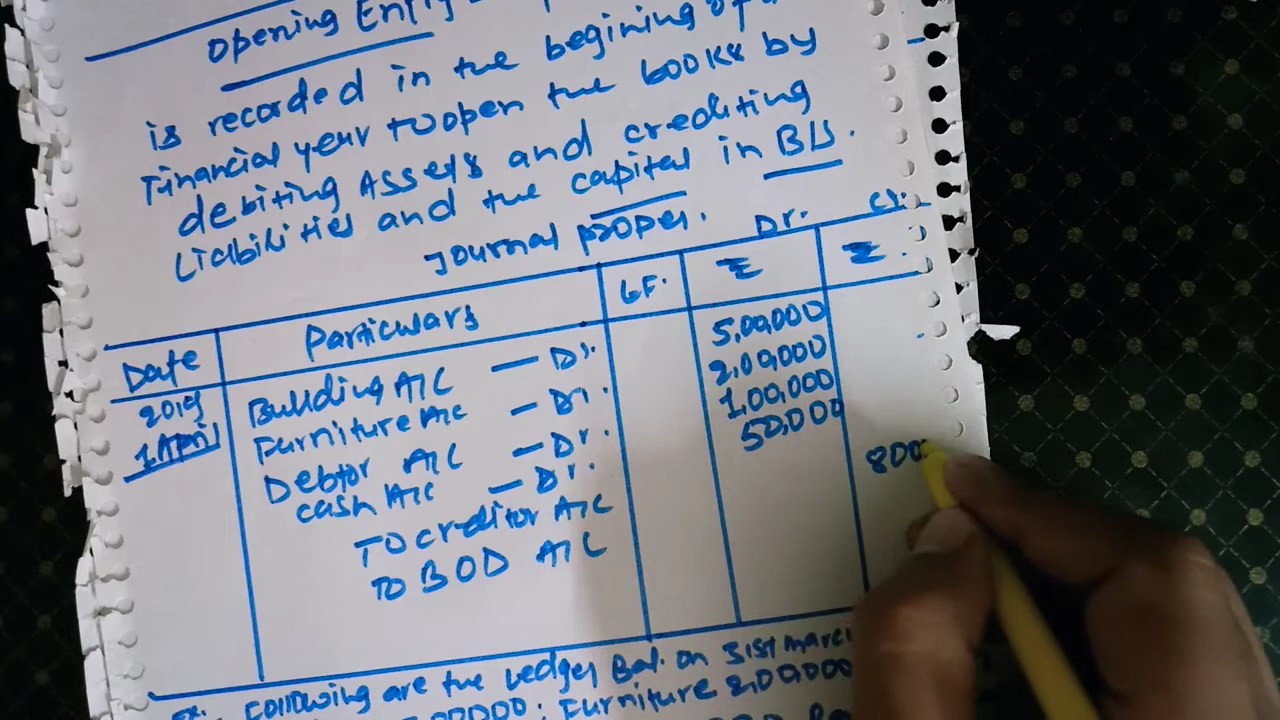 Opening Entry
is recorded in the begining of a
Financial year to open the books by
debiting Assets and crediting
Liabilities and the capital in B/S.
Journal proper. Dr. Cr.
Date Particulars L.F. ₹ ₹
2019 Building A/C — Dr. 5,00,000
1 April Furniture A/C — Dr. 2,00,000
Debtor A/C — Dr. 1,00,000
cash A/C — Dr. 50,000
To creditor A/C 800
To BOD A/C
Ex: Following are the Ledger Bal. on 31st march
00000; Furniture 2,00,000